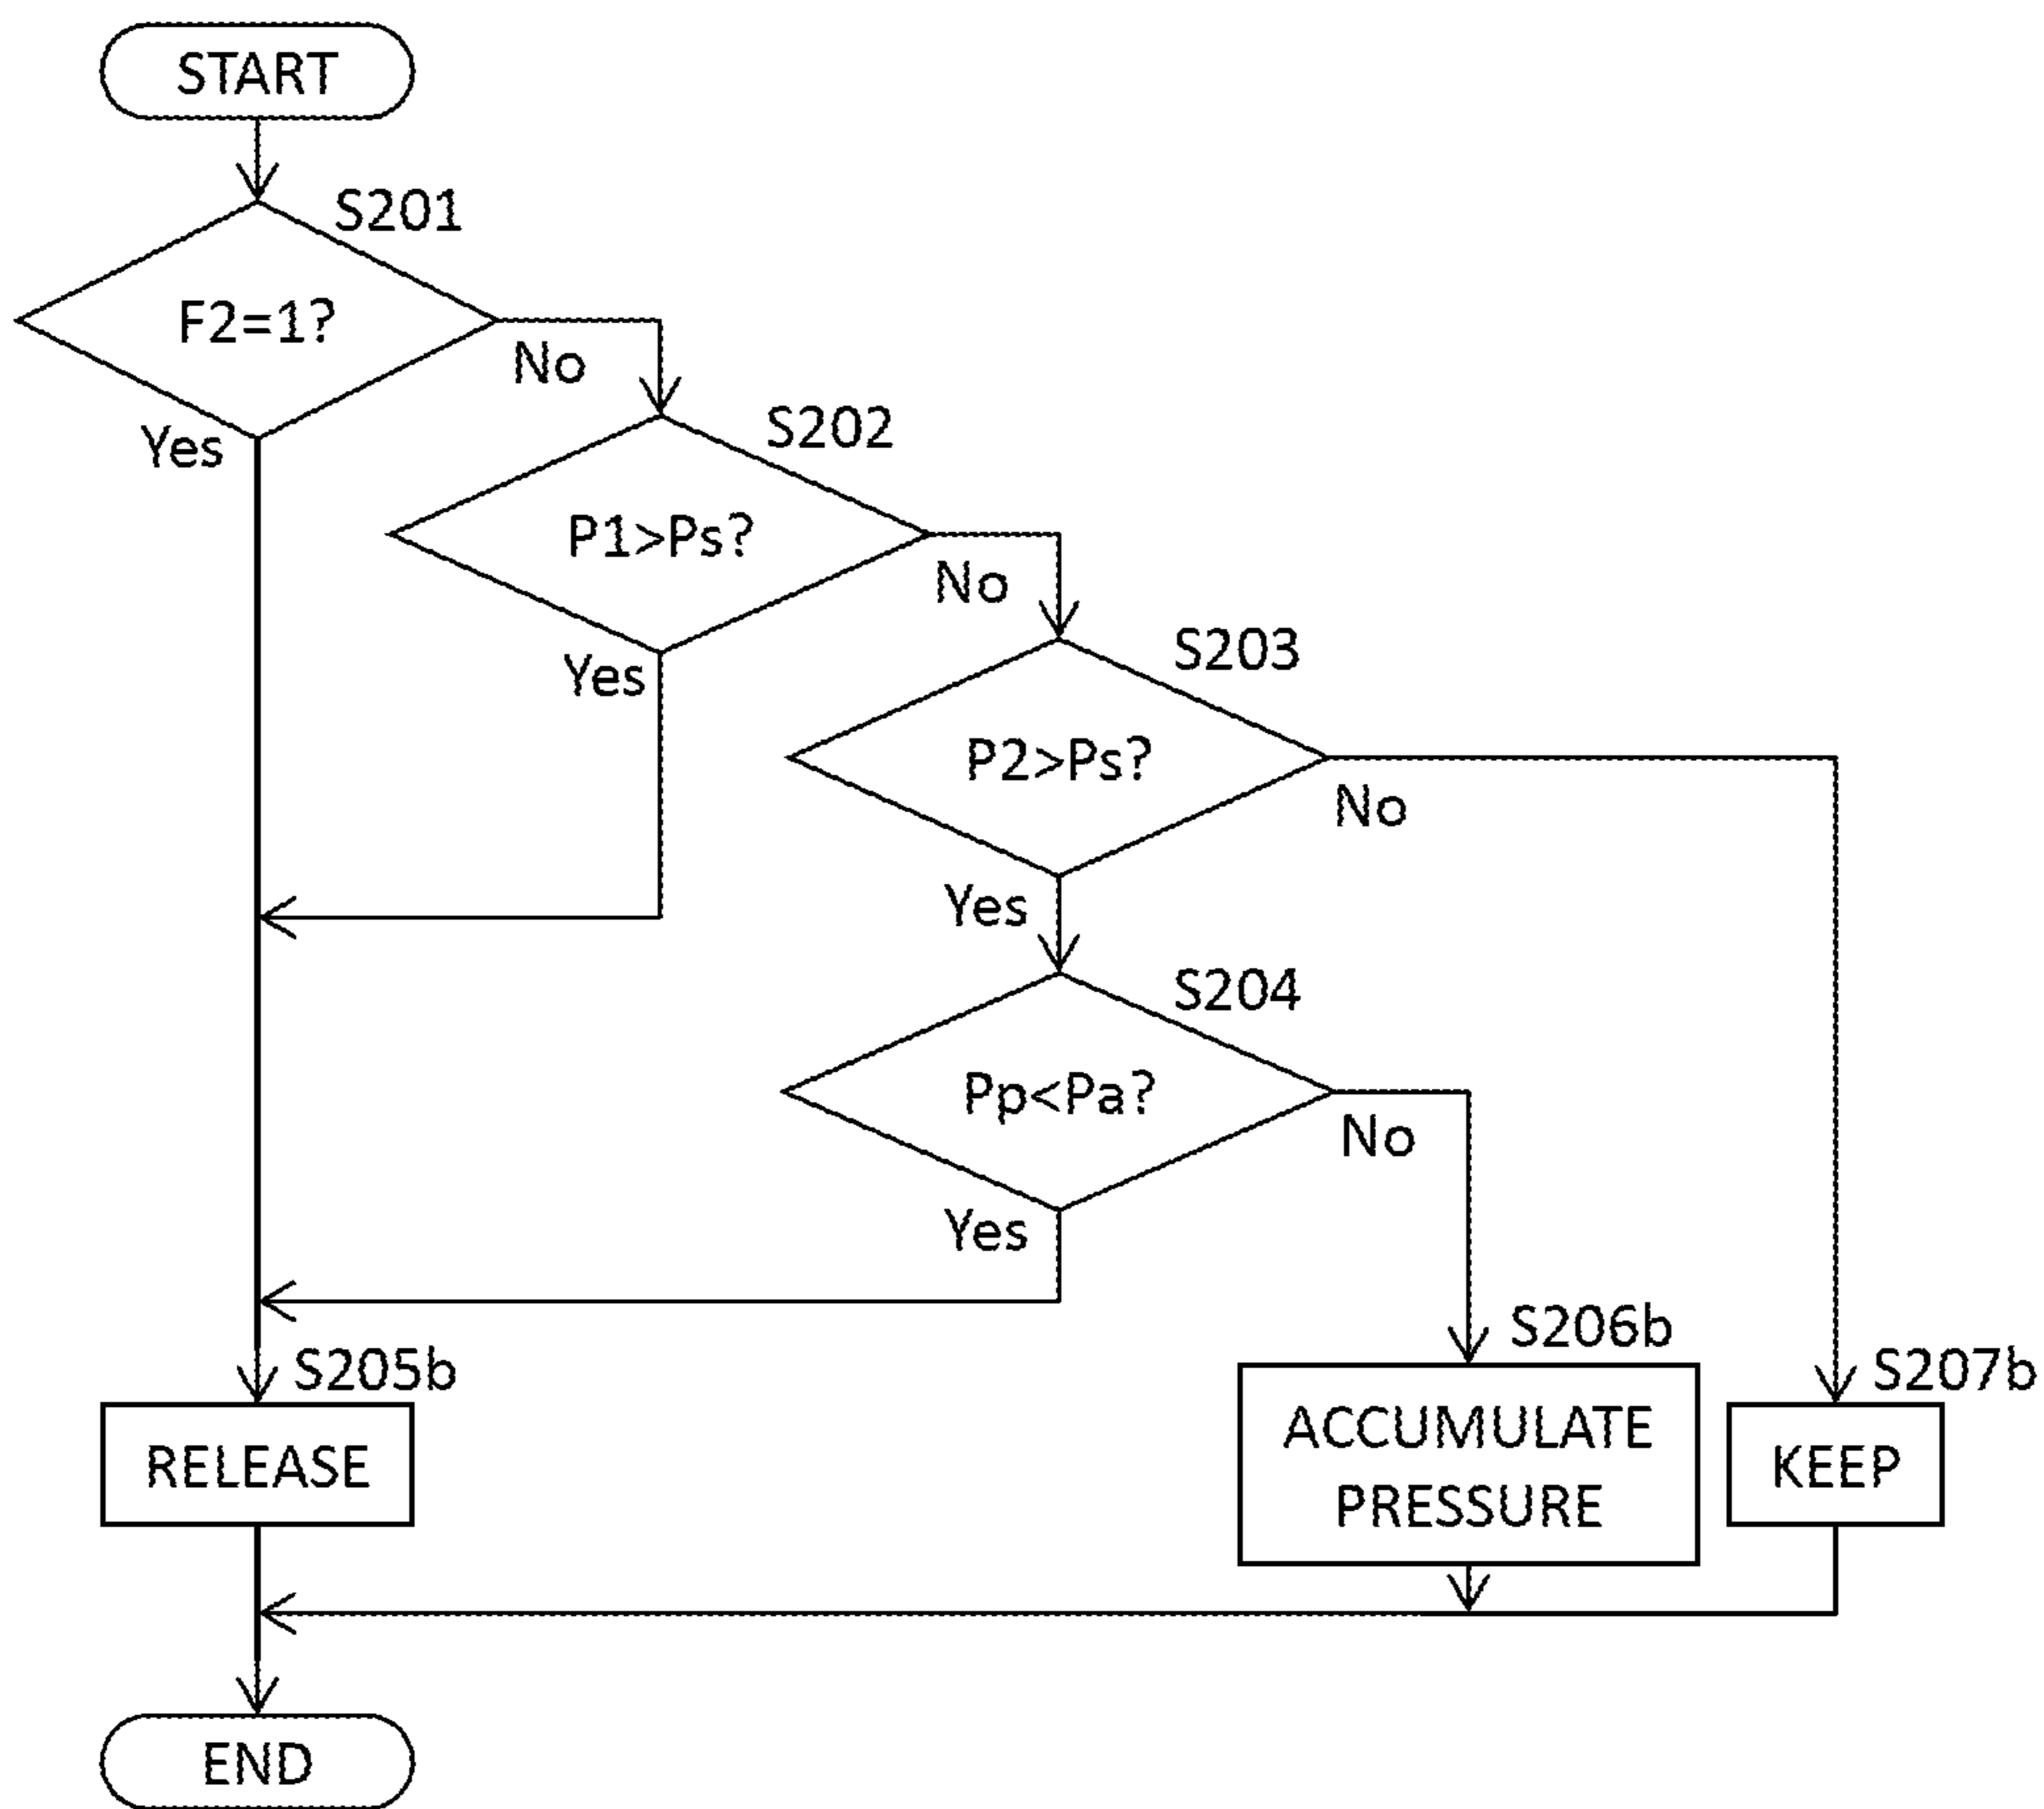 START
S201
F2=1?
No
Yes
S202
P1>Ps?
No
Yes
S203
P2>Ps?
No
Yes
S204
Pp<Pa?
No
Yes
S205b
RELEASE
S206b
ACCUMULATE
PRESSURE
S207b
KEEP
END